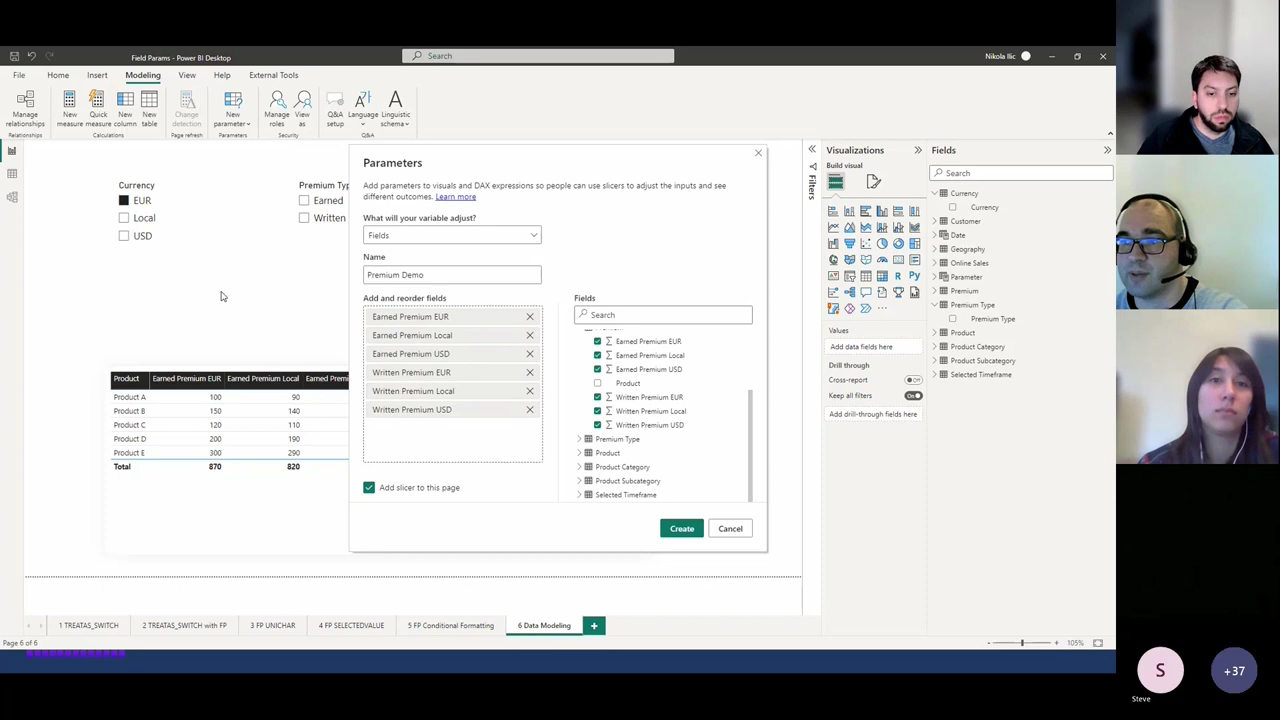 Field Params - Power BI Desktop
Search
Nikola Ilic
File Home Insert Modeling View Help External Tools
Manage relationships
New measure
Quick measure
New column
New table
Change detection
New parameter
Manage roles
View as
Q&A setup
Language
Linguistic schema
Relationships
Calculations
Page refresh
Parameters
Security
Q&A
Currency
EUR
Local
USD
Premium Typ
Earned
Written
Product Earned Premium EUR Earned Premium Local Earned Premi
Product A 100 90
Product B 150 140
Product C 120 110
Product D 200 190
Product E 300 290
Total 870 820
Parameters
Add parameters to visuals and DAX expressions so people can use slicers to adjust the inputs and see
different outcomes. Learn more
What will your variable adjust?
Fields
Name
Premium Demo
Add and reorder fields
Earned Premium EUR
Earned Premium Local
Earned Premium USD
Written Premium EUR
Written Premium Local
Written Premium USD
Add slicer to this page
Fields
Search
Earned Premium EUR
Earned Premium Local
Earned Premium USD
Product
Written Premium EUR
Written Premium Local
Written Premium USD
Premium Type
Product
Product Category
Product Subcategory
Selected Timeframe
Create
Cancel
Filters
Visualizations
Build visual
R Py
Values
Add data fields here
Drill through
Cross-report
Off
Keep all filters
On
Add drill-through fields here
Fields
Search
Currency
Currency
Customer
Date
Geography
Online Sales
Parameter
Premium
Premium Type
Premium Type
Product
Product Category
Product Subcategory
Selected Timeframe
1 TREATAS_SWITCH
2 TREATAS_SWITCH with FP
3 FP UNICHAR
4 FP SELECTEDVALUE
5 FP Conditional Formatting
6 Data Modeling
Page 6 of 6
105%
S
Steve
+37